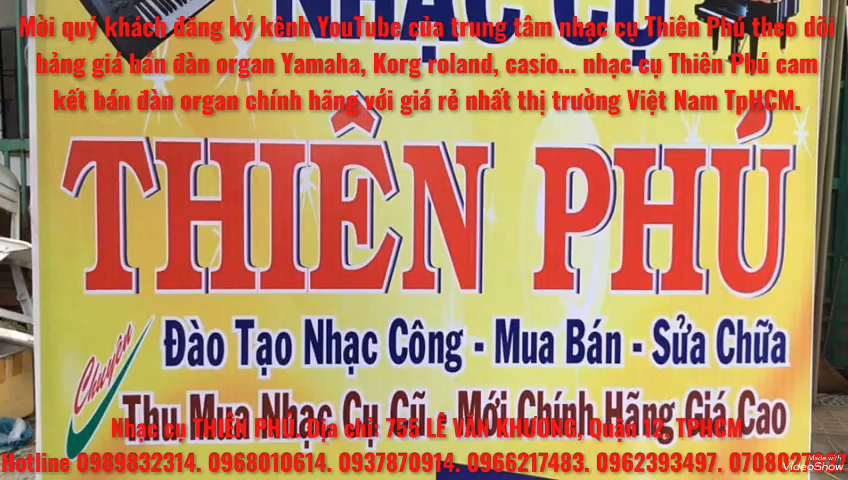 NHẠC CỤ
Mời quý khách đăng ký kênh YouTube của trung tâm nhạc cụ Thiên Phú theo dõi
bảng giá bán đàn organ Yamaha, Korg roland, casio... nhạc cụ Thiên Phú cam
kết bán đàn organ chính hãng với giá rẻ nhất thị trường Việt Nam TpHCM.
THIÊN PHÚ
Chuyên
Đào Tạo Nhạc Công - Mua Bán - Sửa Chữa
Thu Mua Nhạc Cụ Cũ - Mới Chính Hãng Giá Cao
Nhạc cụ THIÊN PHÚ. Địa chỉ: 755 LÊ VĂN KHƯƠNG, Quận 12. TPHCM
Hotline 0989832314. 0968010614. 0937870914. 0966217483. 0962393497.
Made with
VideoShow